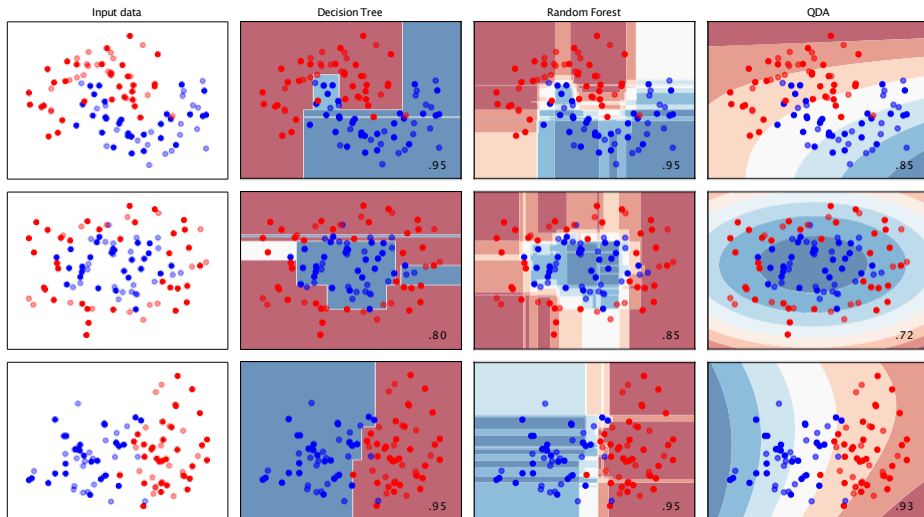 Input data
Decision Tree
Random Forest
QDA
.95
.95
.85
.80
.85
.72
.95
.95
.93